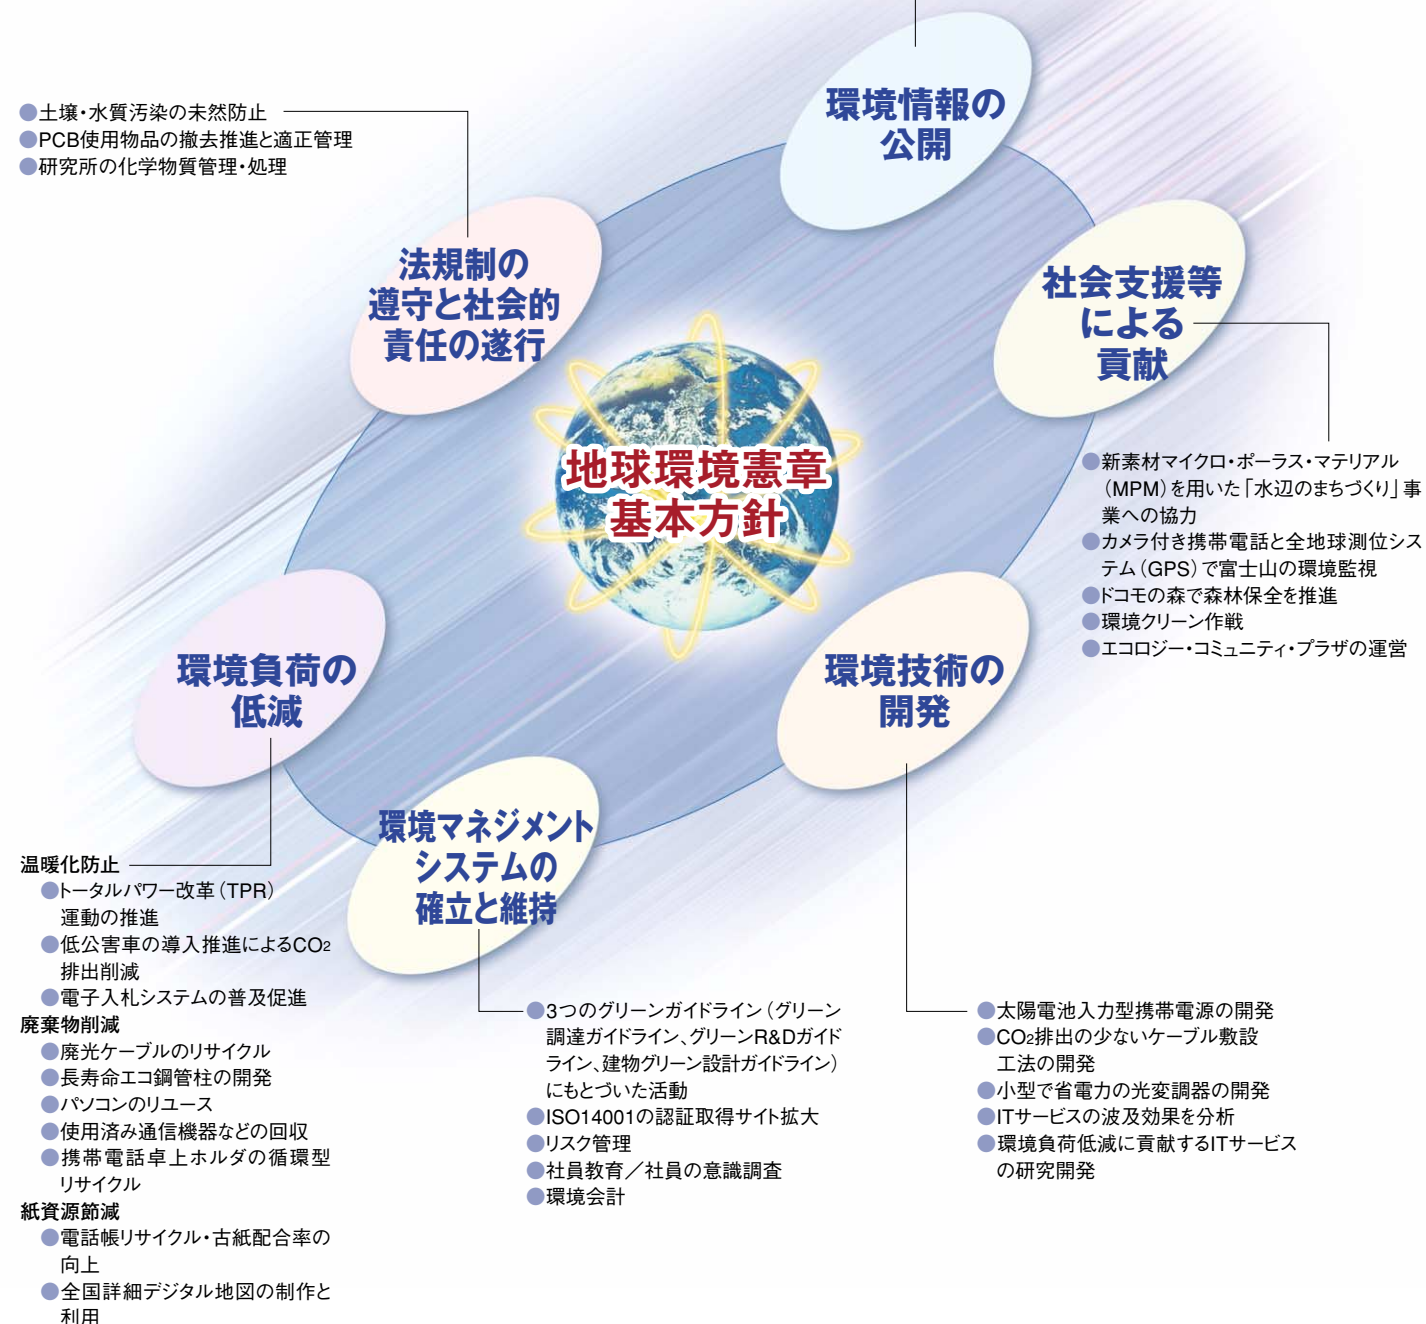 環境情報の
公開
●土壌・水質汚染の未然防止
●PCB使用物品の撤去推進と適正管理
●研究所の化学物質管理・処理
法規制の
遵守と社会的
責任の遂行
社会支援等
による
貢献
●新素材マイクロ・ポーラス・マテリアル
（MPM）を用いた「水辺のまちづくり」事
業への協力
●カメラ付き携帯電話と全地球測位シス
テム（GPS）で富士山の環境監視
●ドコモの森で森林保全を推進
●環境クリーン作戦
●エコロジー・コミュニティ・プラザの運営
地球環境憲章
基本方針
環境負荷の
低減
環境技術の
開発
環境マネジメント
システムの
確立と維持
温暖化防止
●トータルパワー改革（TPR）
運動の推進
●低公害車の導入推進によるCO2
排出削減
●電子入札システムの普及促進
廃棄物削減
●廃光ケーブルのリサイクル
●長寿命エコ鋼管柱の開発
●パソコンのリユース
●使用済み通信機器などの回収
●携帯電話卓上ホルダの循環型
リサイクル
紙資源節減
●電話帳リサイクル・古紙配合率の
向上
●全国詳細デジタル地図の制作と
利用
●3つのグリーンガイドライン（グリーン
調達ガイドライン、グリーンR&Dガイド
ライン、建物グリーン設計ガイドライン）
にもとづいた活動
●ISO14001の認証取得サイト拡大
●リスク管理
●社員教育／社員の意識調査
●環境会計
●太陽電池入力型携帯電源の開発
●CO2排出の少ないケーブル敷設
工法の開発
●小型で省電力の光変調器の開発
●ITサービスの波及効果を分析
●環境負荷低減に貢献するITサービス
の研究開発